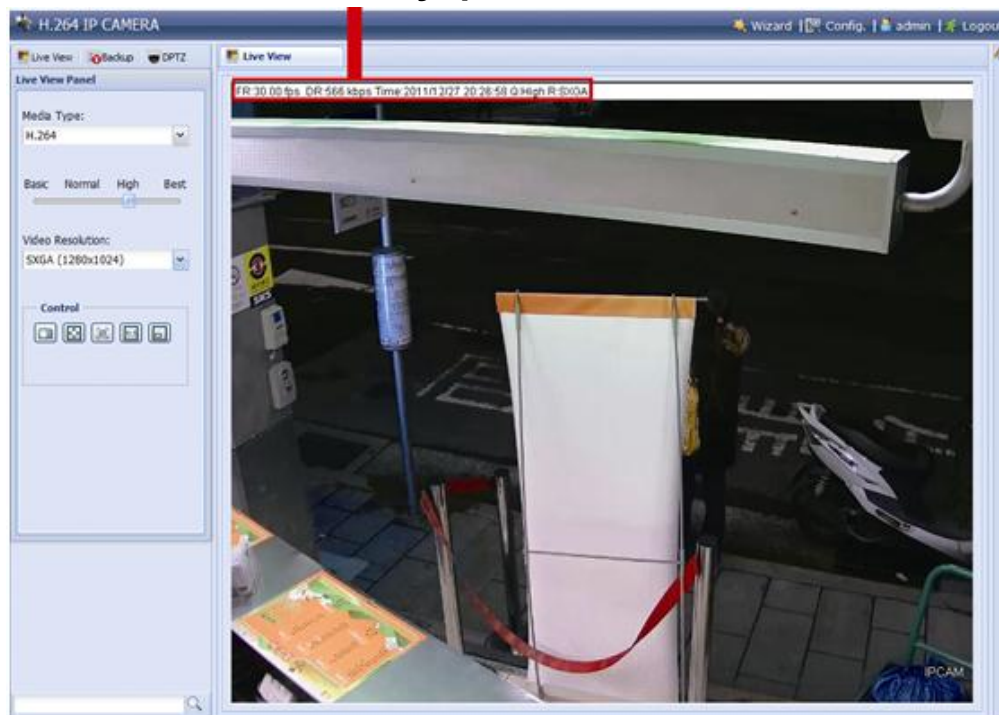 H.264 IP CAMERA
Wizard | Config. | admin | Logout
Live View Backup DPTZ
Live View
Live View Panel
FR:30.00 fps DR:566 kbps Time:2011/12/27 20:26:58 Q:High R:SXGA
Media Type:
H.264
Basic Normal High Best
Video Resolution:
SXGA (1280x1024)
Control
IPCAM